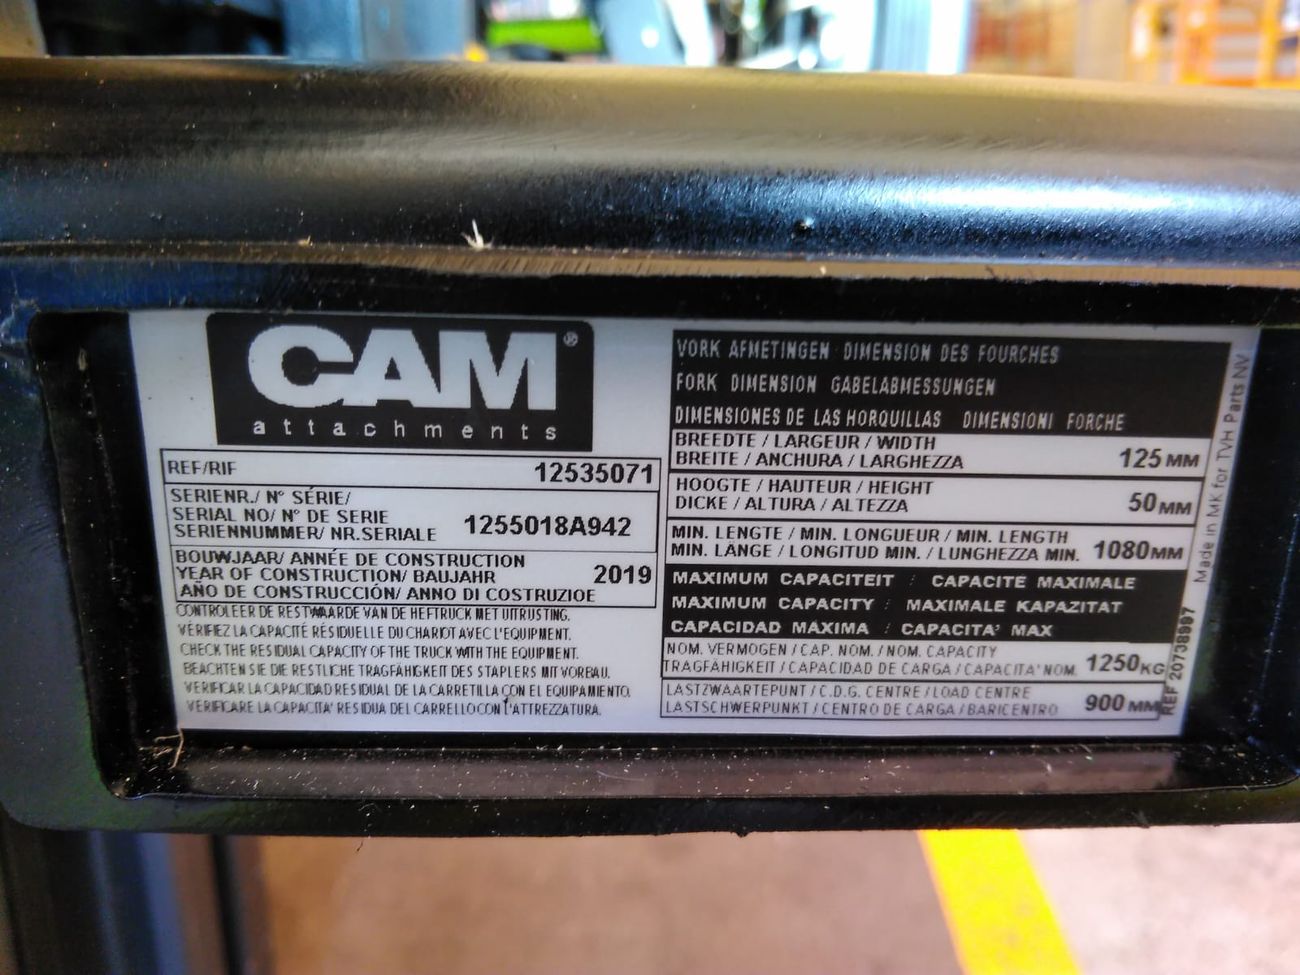 CAM®
attachments
REF/RIF 12535071
SERIENR./ N° SÉRIE/
SERIAL NO/ N° DE SERIE
SERIENNUMMER/ NR.SERIALE 1255018A942
BOUWJAAR/ ANNÉE DE CONSTRUCTION
YEAR OF CONSTRUCTION/ BAUJAHR 2019
AÑO DE CONSTRUCCIÓN/ ANNO DI COSTRUZIOE
CONTROLEER DE RESTWAARDE VAN DE HEFTRUCK MET UITRUSTING.
VÉRIFIEZ LA CAPACITÉ RÉSIDUELLE DU CHARIOT AVEC L'EQUIPMENT.
CHECK THE RESIDUAL CAPACITY OF THE TRUCK WITH THE EQUIPMENT.
BEACHTEN SIE DIE RESTLICHE TRAGFÄHIGKEIT DES STAPLERS MIT VORBAU.
VERIFICAR LA CAPACIDAD RESIDUAL DE LA CARRETILLA CON EL EQUIPAMIENTO.
VERIFICARE LA CAPACITA' RESIDUA DEL CARRELLO CON L'ATTREZZATURA.
VORK AFMETINGEN DIMENSION DES FOURCHES
FORK DIMENSION GABELABMESSUNGEN
DIMENSIONES DE LAS HORQUILLAS DIMENSIONI FORCHE
BREEDTE / LARGEUR / WIDTH
BREITE / ANCHURA / LARGHEZZA 125 MM
HOOGTE / HAUTEUR / HEIGHT
DICKE / ALTURA / ALTEZZA 50 MM
MIN. LENGTE / MIN. LONGUEUR / MIN. LENGTH
MIN. LÄNGE / LONGITUD MIN. / LUNGHEZZA MIN. 1080 MM
MAXIMUM CAPACITEIT / CAPACITE MAXIMALE
MAXIMUM CAPACITY / MAXIMALE KAPAZITAT
CAPACIDAD MAXIMA / CAPACITA' MAX
NOM. VERMOGEN / CAP. NOM. / NOM. CAPACITY
TRAGFÄHIGKEIT / CAPACIDAD DE CARGA / CAPACITA' NOM. 1250 KG
LASTZWAARTEPUNT / C.D.G. CENTRE / LOAD CENTRE
LASTSCHWERPUNKT / CENTRO DE CARGA / BARICENTRO 900 MM
Made in MK for TVH Parts NV
REF 20738997